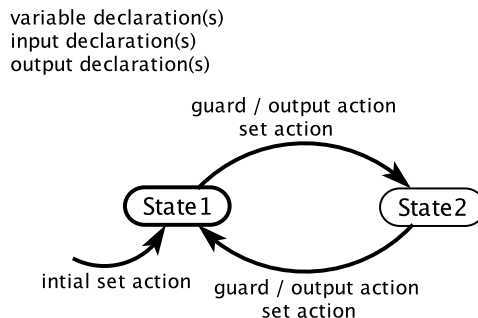 variable declaration(s)
input declaration(s)
output declaration(s)
guard / output action
set action
State1
State2
intial set action
guard / output action
set action